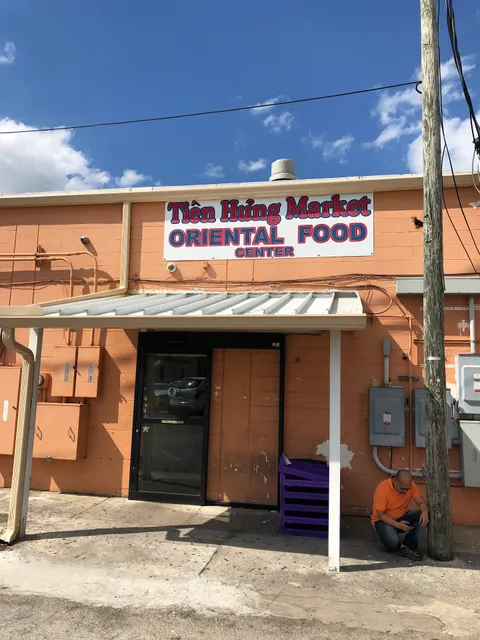 Tiên Hưng Market
ORIENTAL FOOD
CENTER